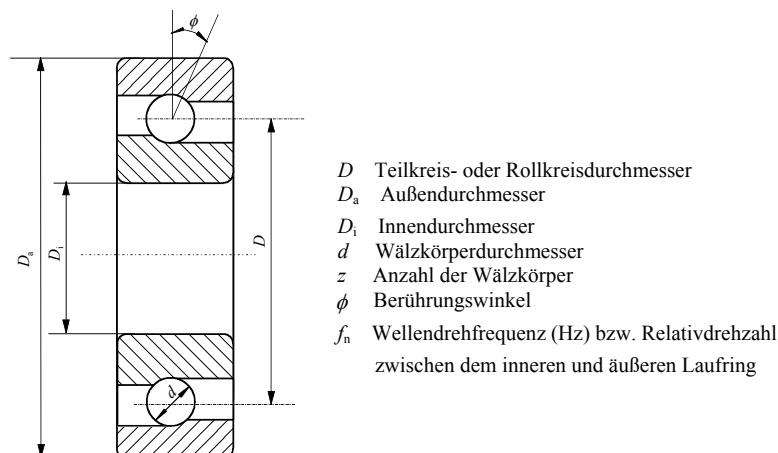 ϕ
D
Dₐ
Dᵢ
d
D Teilkreis- oder Rollkreisdurchmesser
Dₐ Außendurchmesser
Dᵢ Innendurchmesser
d Wälzkörperdurchmesser
z Anzahl der Wälzkörper
ϕ Berührungswinkel
fₙ Wellendrehfrequenz (Hz) bzw. Relativdrehzahl
zwischen dem inneren und äußeren Laufring